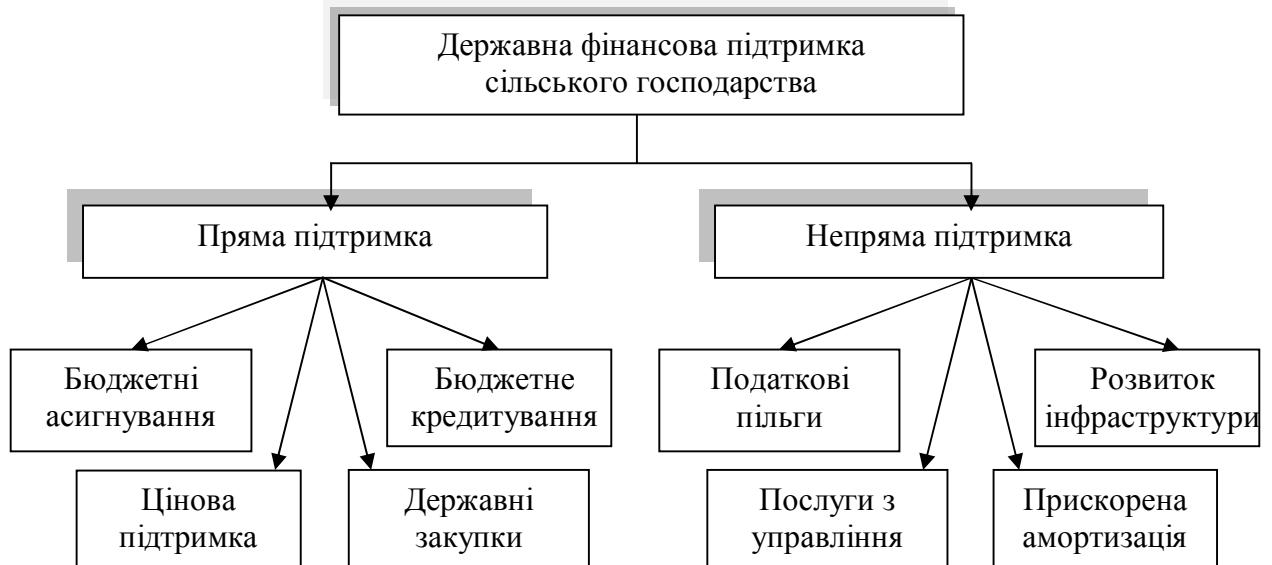 Державна фінансова підтримка
сільського господарства
Пряма підтримка
Непряма підтримка
Бюджетні
асигнування
Бюджетне
кредитування
Податкові
пільги
Розвиток
інфраструктури
Цінова
підтримка
Державні
закупки
Послуги з
управління
Прискорена
амортизація